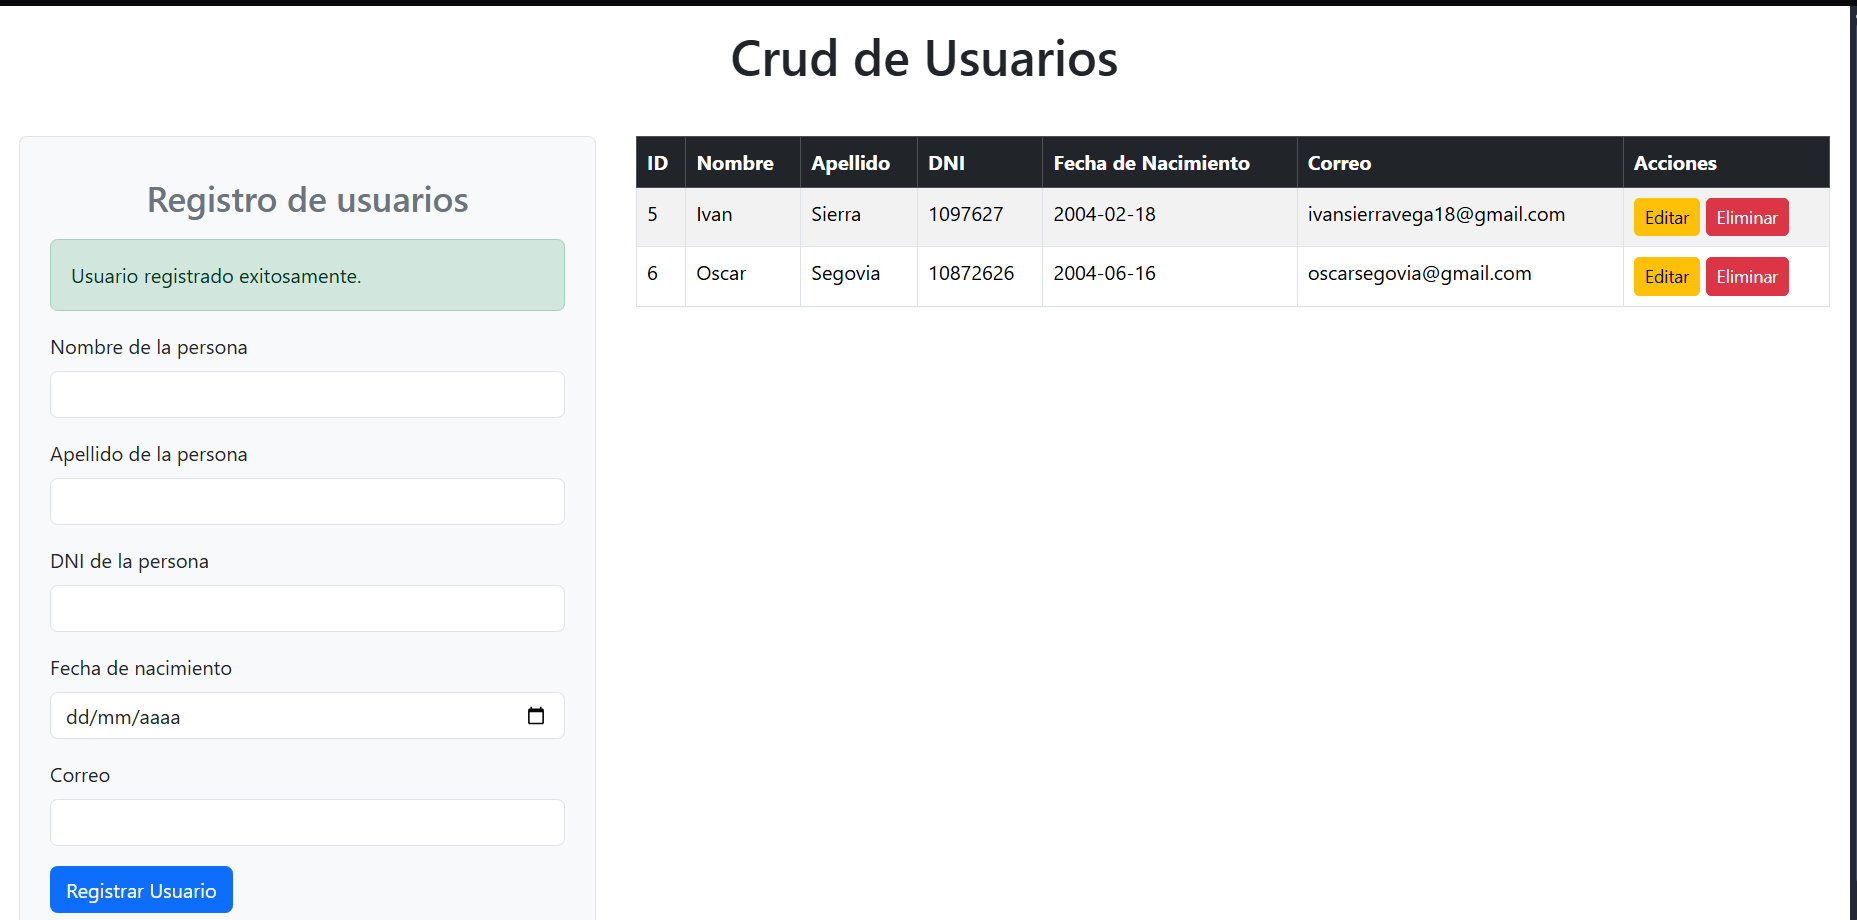 Crud de Usuarios
Registro de usuarios
Usuario registrado exitosamente.
Nombre de la persona
Apellido de la persona
DNI de la persona
Fecha de nacimiento
dd/mm/aaaa
Correo
Registrar Usuario
ID Nombre Apellido DNI Fecha de Nacimiento Correo Acciones
5 Ivan Sierra 1097627 2004-02-18 ivansierravega18@gmail.com Editar Eliminar
6 Oscar Segovia 10872626 2004-06-16 oscarsegovia@gmail.com Editar Eliminar